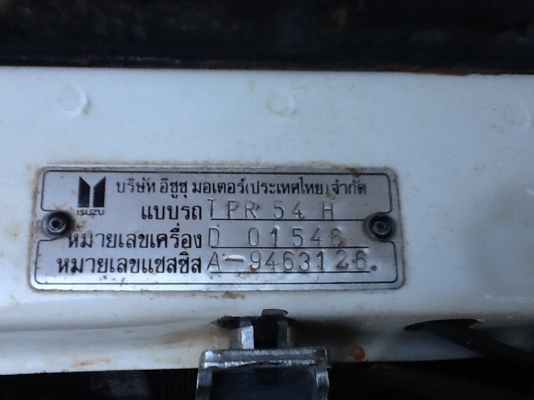 ISUZU
บริษัท อีซูซุ มอเตอร์(ประเทศไทย)จำกัด
แบบรถ TPR 54 H
หมายเลขเครื่อง D 01546
หมายเลขแชสซิส A-9463126